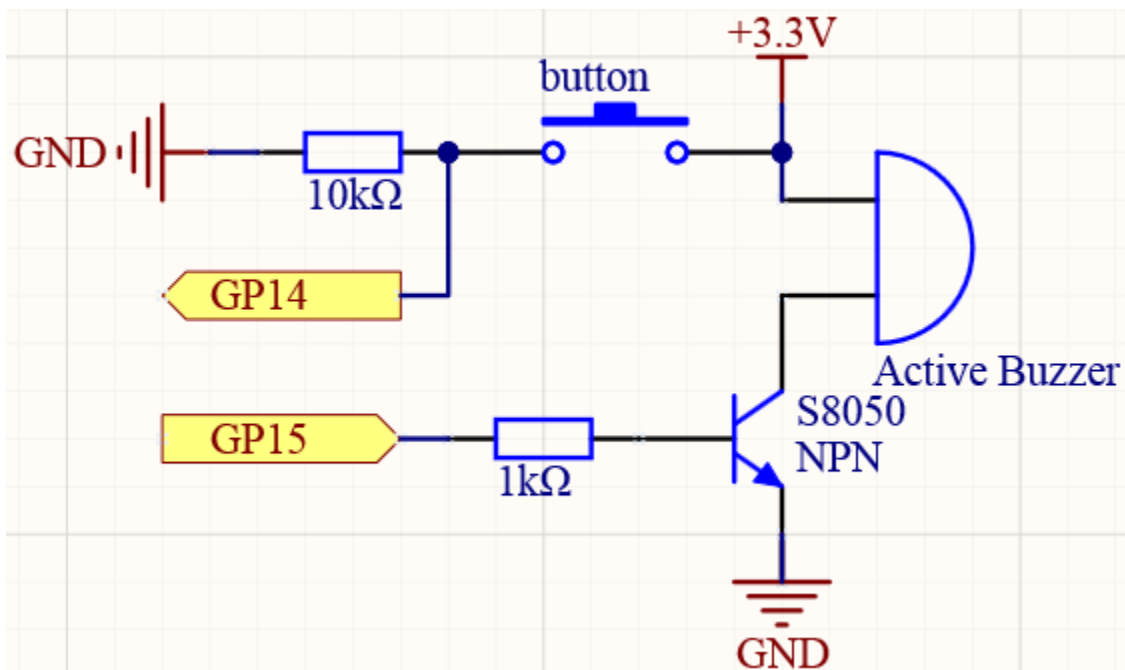 +3.3V
button
GND
10kΩ
GP14
Active Buzzer
S8050
NPN
GP15
1kΩ
GND